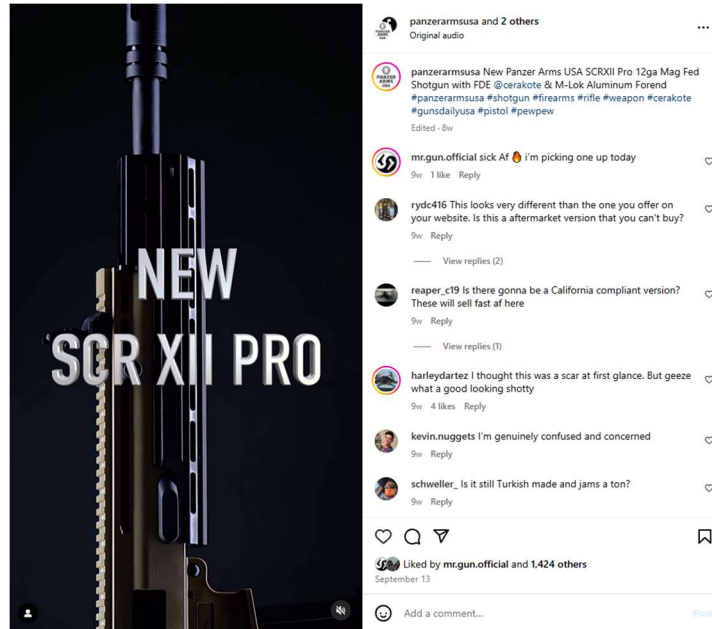 panzerarmsusa and 2 others
Original audio
NEW
SCR XII PRO
PANZER
ARMS
USA
panzerarmsusa New Panzer Arms USA SCRXII Pro 12ga Mag Fed
Shotgun with FDE @cerakote & M-Lok Aluminum Forend
#panzerarmsusa #shotgun #firearms #rifle #weapon #cerakote
#gunsdailyusa #pistol #pewpew
Edited · 8w
mr.gun.official sick Af 🔥 i'm picking one up today
9w 1 like Reply
rydc416 This looks very different than the one you offer on
your website. Is this a aftermarket version that you can't buy?
9w Reply
View replies (2)
reaper_c19 Is there gonna be a California compliant version?
These will sell fast af here
9w Reply
View replies (1)
harleydartez I thought this was a scar at first glance. But geeze
what a good looking shotty
9w 4 likes Reply
kevin.nuggets I'm genuinely confused and concerned
9w Reply
schweller_ Is it still Turkish made and jams a ton?
9w Reply
Liked by mr.gun.official and 1,424 others
September 13
Add a comment...
Post